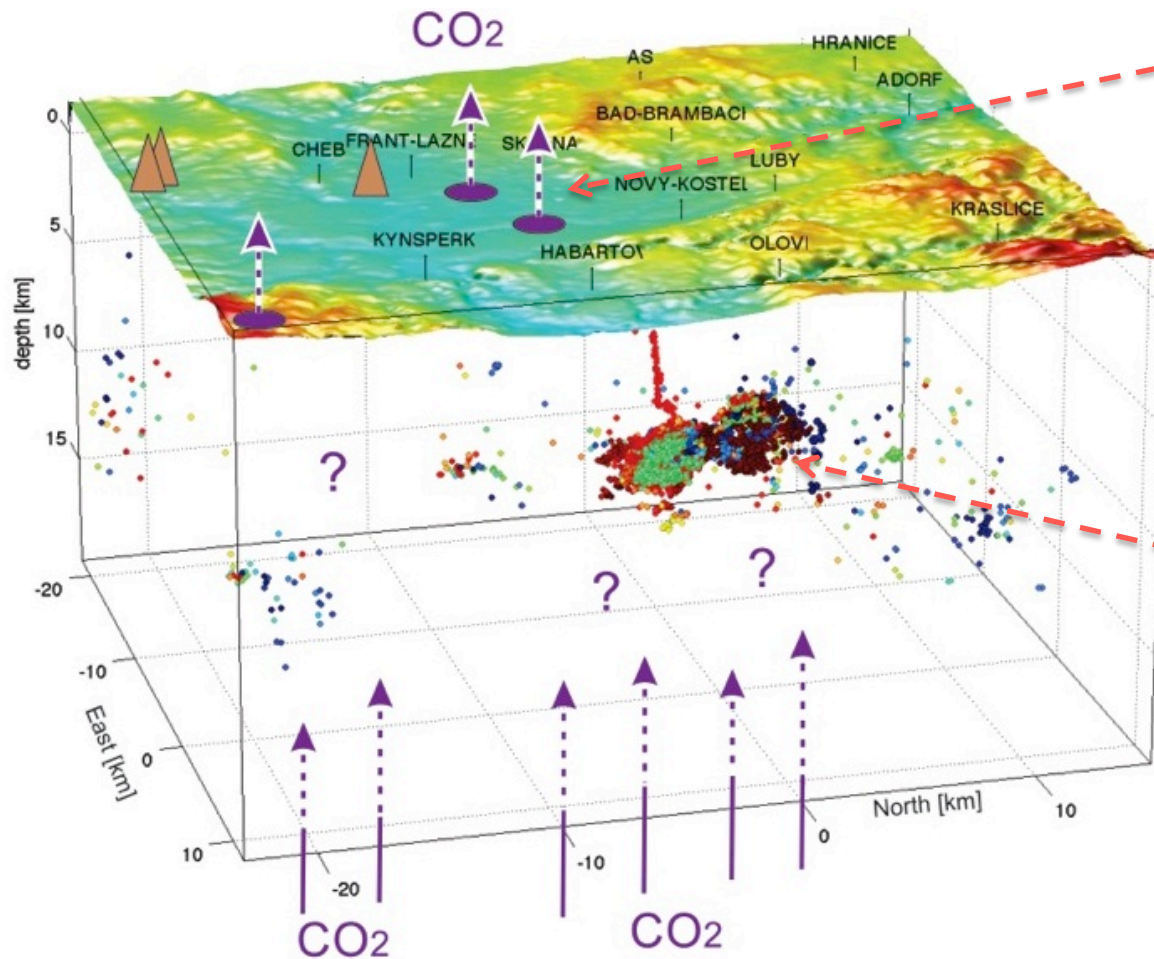 CO2
AS
HRANICE
ADORF
BAD-BRAMBACI
CHEB
FRANT-LAZN
LUBY
NOVY-KOSTEL
KRASLICE
KYNSPERK
HABARTOV
OLOVI
0
5
10
15
depth [km]
?
?
?
-20
-10
0
10
East [km]
-20
-10
0
10
North [km]
CO2
CO2